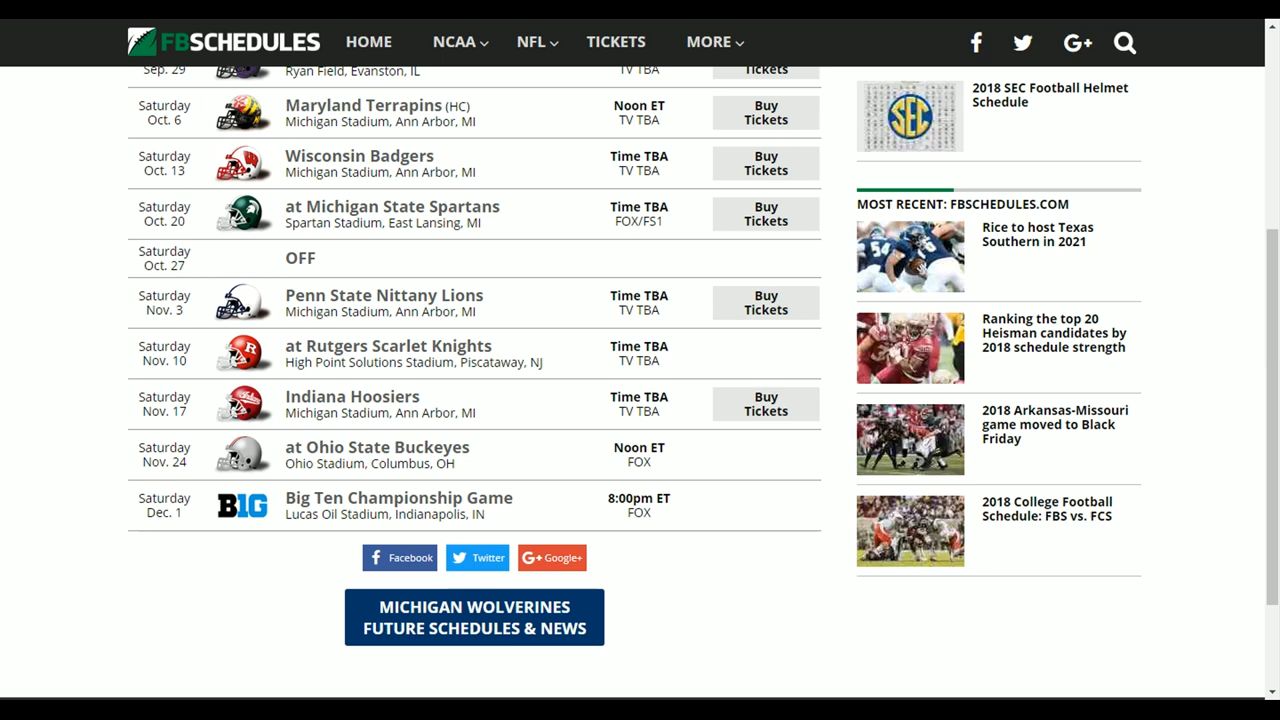 FBSCHEDULES HOME NCAA NFL TICKETS MORE
Sep. 29 Ryan Field, Evanston, IL TV TBA Tickets
Saturday Oct. 6
Maryland Terrapins (HC)
Michigan Stadium, Ann Arbor, MI
Noon ET
TV TBA
Buy
Tickets
Saturday
Oct. 13
Wisconsin Badgers
Michigan Stadium, Ann Arbor, MI
Time TBA
TV TBA
Buy
Tickets
Saturday
Oct. 20
at Michigan State Spartans
Spartan Stadium, East Lansing, MI
Time TBA
FOX/FS1
Buy
Tickets
Saturday
Oct. 27
OFF
Saturday
Nov. 3
Penn State Nittany Lions
Michigan Stadium, Ann Arbor, MI
Time TBA
TV TBA
Buy
Tickets
Saturday
Nov. 10
R
at Rutgers Scarlet Knights
High Point Solutions Stadium, Piscataway, NJ
Time TBA
TV TBA
Saturday
Nov. 17
Indiana Hoosiers
Michigan Stadium, Ann Arbor, MI
Time TBA
TV TBA
Buy
Tickets
Saturday
Nov. 24
at Ohio State Buckeyes
Ohio Stadium, Columbus, OH
Noon ET
FOX
Saturday
Dec. 1
B1G
Big Ten Championship Game
Lucas Oil Stadium, Indianapolis, IN
8:00pm ET
FOX
Facebook Twitter G+ Google+
MICHIGAN WOLVERINES
FUTURE SCHEDULES & NEWS
G+
SEC
2018 SEC Football Helmet
Schedule
MOST RECENT: FBSCHEDULES.COM
54
Rice to host Texas
Southern in 2021
Ranking the top 20
Heisman candidates by
2018 schedule strength
2018 Arkansas-Missouri
game moved to Black
Friday
2018 College Football
Schedule: FBS vs. FCS